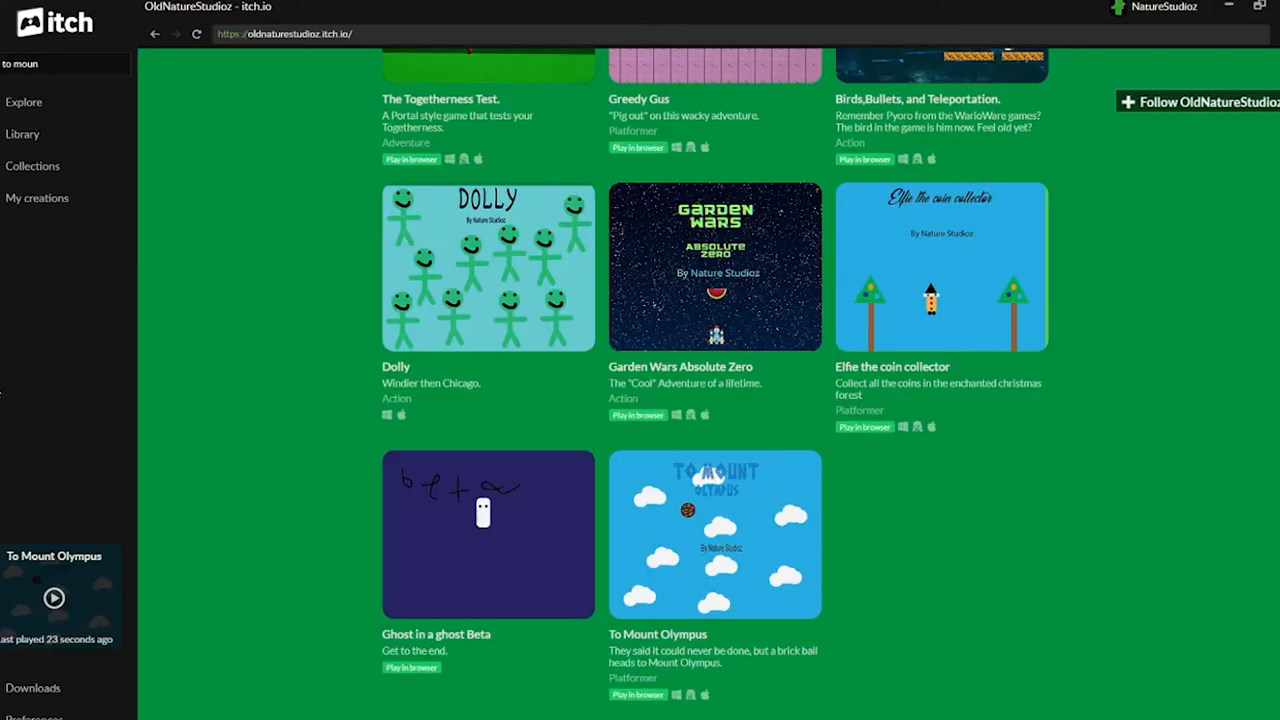 OldNatureStudioz - itch.io
NatureStudioz
itch
https://oldnaturestudioz.itch.io/
to moun
Explore
Library
Collections
My creations
To Mount Olympus
ast played 23 seconds ago
Downloads
Preferences
+ Follow OldNatureStudioz
The Togetherness Test.
A Portal style game that tests your
Togetherness.
Adventure
Play in browser
Greedy Gus
"Pig out" on this wacky adventure.
Platformer
Play in browser
Birds,Bullets, and Teleportation.
Remember Pyoro from the WarioWare games?
The bird in the game is him now. Feel old yet?
Action
Play in browser
DOLLY
By Nature Studioz
Dolly
Windier then Chicago.
Action
GARDEN
WARS
ABSOLUTE
ZERO
By Nature Studioz
Garden Wars Absolute Zero
The "Cool" Adventure of a lifetime.
Action
Play in browser
Elfie the coin collector
By Nature Studioz
Elfie the coin collector
Collect all the coins in the enchanted christmas
forest
Platformer
Play in browser
beta
Ghost in a ghost Beta
Get to the end.
Play in browser
TO MOUNT
OLYMPUS
By Nature Studioz
To Mount Olympus
They said it could never be done, but a brick ball
heads to Mount Olympus.
Platformer
Play in browser